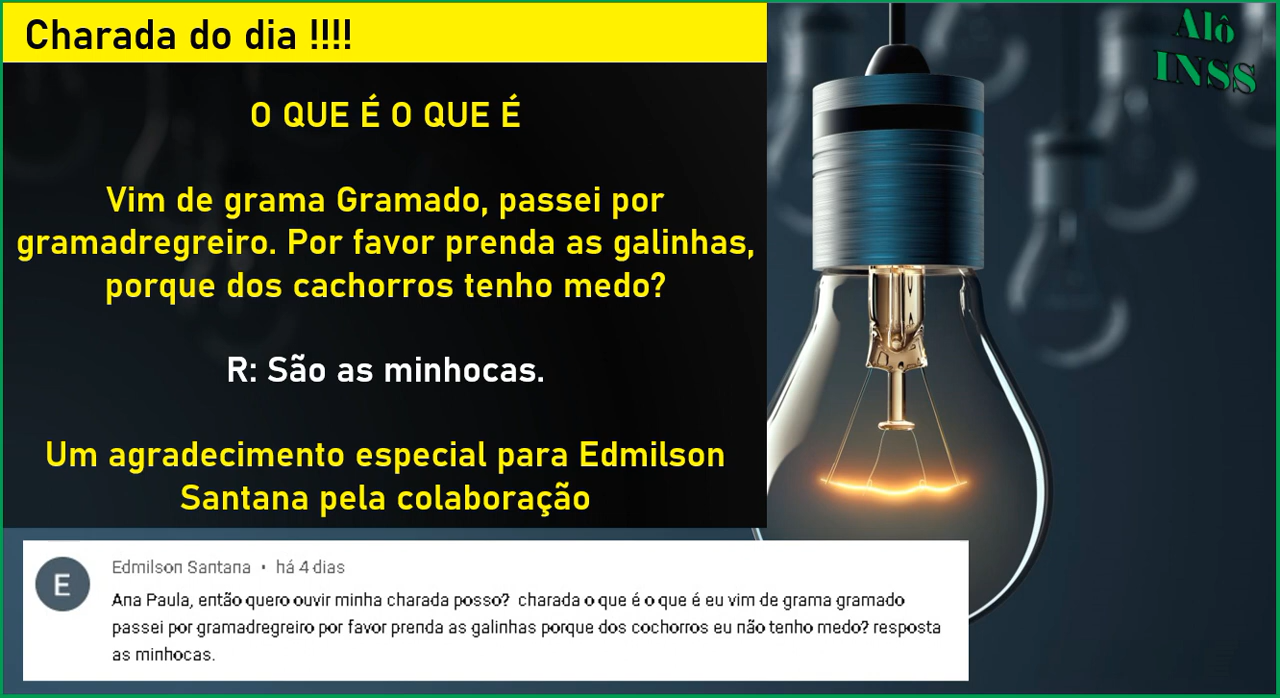 Charada do dia !!!!
Alô
INSS
O QUE É O QUE É
Vim de grama Gramado, passei por
gramadregreiro. Por favor prenda as galinhas,
porque dos cachorros tenho medo?
R: São as minhocas.
Um agradecimento especial para Edmilson
Santana pela colaboração
E
Edmilson Santana • há 4 dias
Ana Paula, então quero ouvir minha charada posso? charada o que é o que é eu vim de grama gramado
passei por gramadregreiro por favor prenda as galinhas porque dos cochorros eu não tenho medo? resposta
as minhocas.